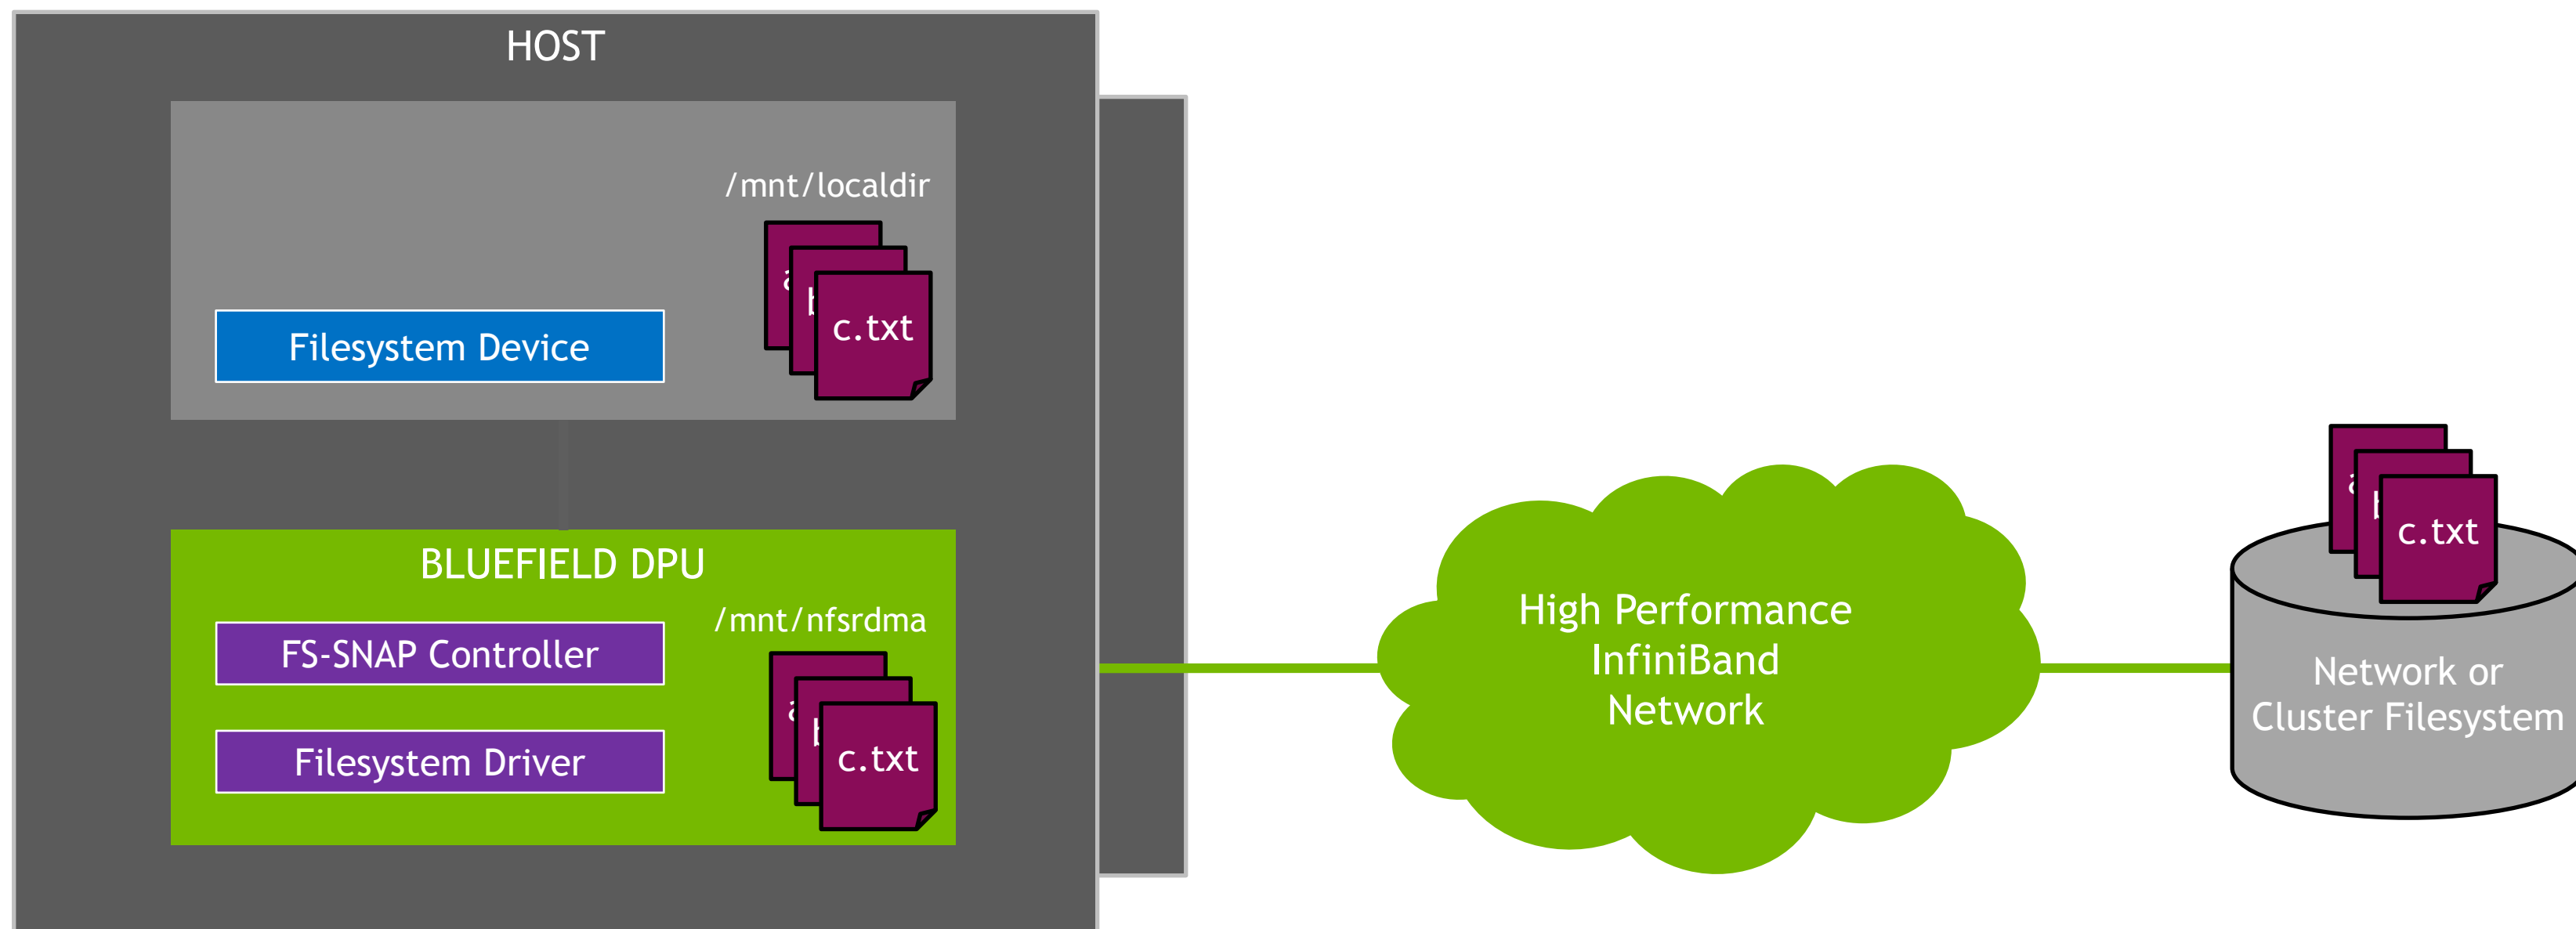 HOST
/mnt/localdir
c.txt
Filesystem Device
BLUEFIELD DPU
/mnt/nfsrdma
FS-SNAP Controller
c.txt
Filesystem Driver
High Performance
InfiniBand
Network
c.txt
Network or
Cluster Filesystem